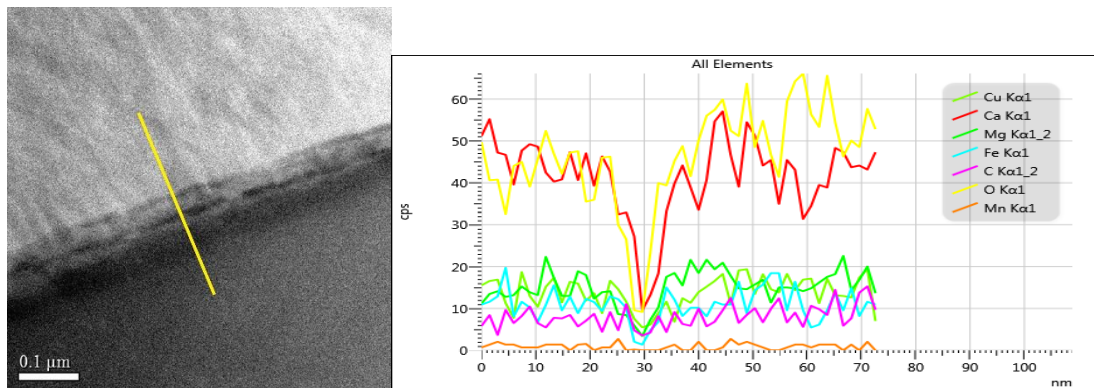 0.1 µm
All Elements
60
50
40
30
20
10
0
cps
0 10 20 30 40 50 60 70 80 90 100
nm
Cu Kα1
Ca Kα1
Mg Kα1_2
Fe Kα1
C Kα1_2
O Kα1
Mn Kα1